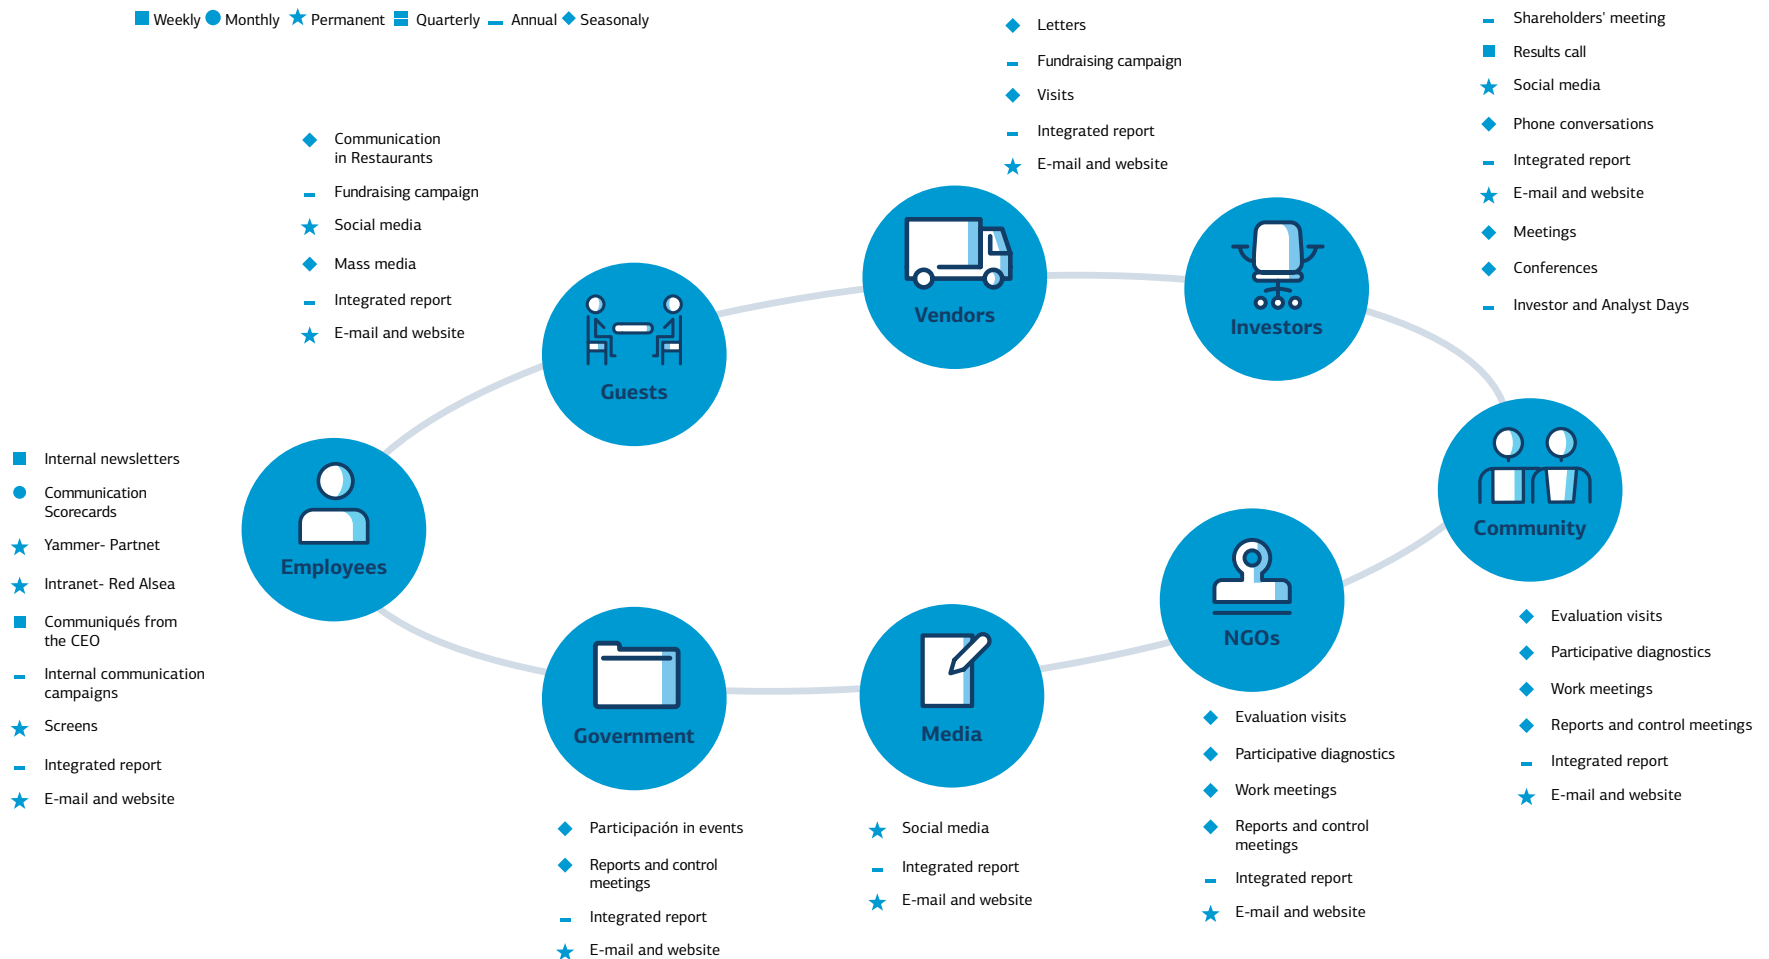 Weekly Monthly Permanent Quarterly Annual Seasonaly
Communication
in Restaurants
Fundraising campaign
Social media
Mass media
Integrated report
E-mail and website
Guests
Letters
Fundraising campaign
Visits
Integrated report
E-mail and website
Vendors
Shareholders' meeting
Results call
Social media
Phone conversations
Integrated report
E-mail and website
Meetings
Conferences
Investor and Analyst Days
Investors
Internal newsletters
Communication
Scorecards
Yammer- Partnet
Intranet- Red Alsea
Communiqués from
the CEO
Internal communication
campaigns
Screens
Integrated report
E-mail and website
Employees
Government
Participación in events
Reports and control
meetings
Integrated report
E-mail and website
Media
Social media
Integrated report
E-mail and website
NGOs
Evaluation visits
Participative diagnostics
Work meetings
Reports and control
meetings
Integrated report
E-mail and website
Community
Evaluation visits
Participative diagnostics
Work meetings
Reports and control meetings
Integrated report
E-mail and website